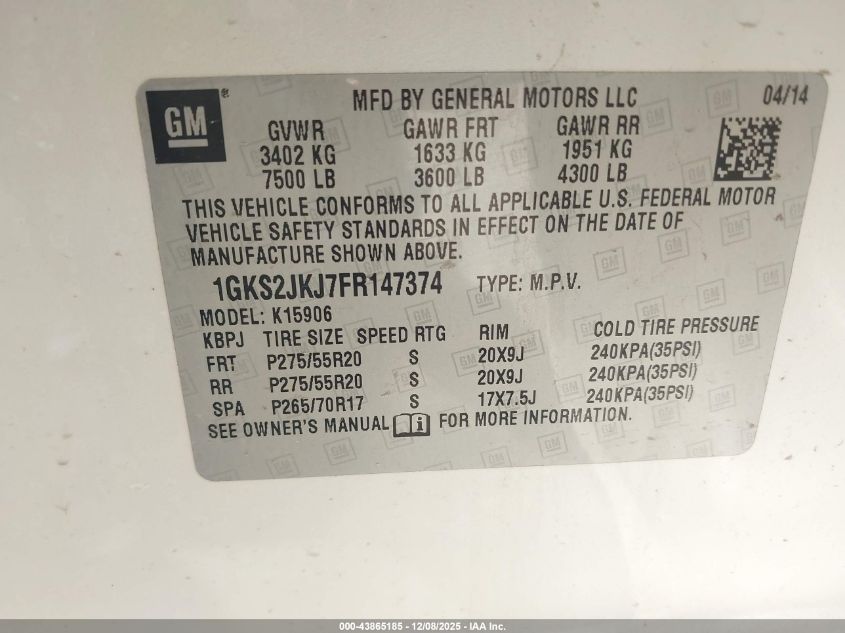 GM®
MFD BY GENERAL MOTORS LLC 04/14
GVWR GAWR FRT GAWR RR
3402 KG 1633 KG 1951 KG
7500 LB 3600 LB 4300 LB
THIS VEHICLE CONFORMS TO ALL APPLICABLE U.S. FEDERAL MOTOR
VEHICLE SAFETY STANDARDS IN EFFECT ON THE DATE OF
MANUFACTURE SHOWN ABOVE.
1GKS2JKJ7FR147374 TYPE: M.P.V.
MODEL: K15906
KBPJ TIRE SIZE SPEED RTG RIM COLD TIRE PRESSURE
FRT P275/55R20 S 20X9J 240KPA(35PSI)
RR P275/55R20 S 20X9J 240KPA(35PSI)
SPA P265/70R17 S 17X7.5J 240KPA(35PSI)
SEE OWNER'S MANUAL FOR MORE INFORMATION.
000-43865185 - 12/08/2025 - IAA Inc.